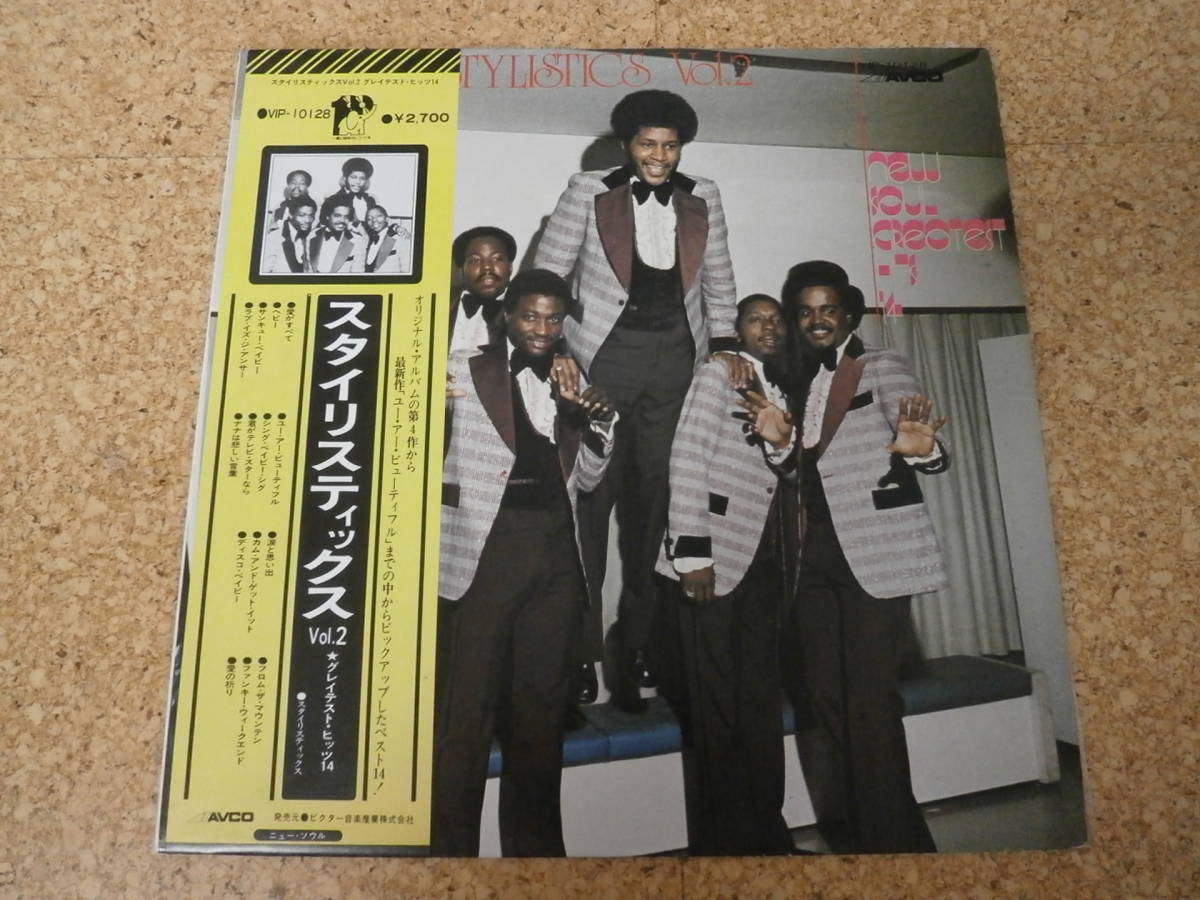 スタイリスティックスVol.2 グレイテスト・ヒッツ14
●VIP-10128
●¥2,700
オリジナル・アルバムの第4作から
最新作「ユー・アー・ビューティフル」までの中からピックアップしたベスト14!
スタイリスティックス Vol.2 ★グレイテスト・ヒッツ14
●スタイリスティックス
●愛がすべて
●ヘビー
●サンキュー・ベイビー
●ラブ・イズ・ジ・アンサー
●ユー・アー・ビューティフル
●シング・ベイビー・シング
●君がテレビ・スターなら
●ナナは悲しい言葉
●涙と思い出
●カム・アンド・ゲット・イット
●ディスコ・ベイビー
●フロム・ザ・マウンテン
●ファンキー・ウィークエンド
●愛の祈り
AVCO 発売元●ビクター音楽産業株式会社
ニュー・ソウル
TYLISTICS Vol.2
AVCO
GREATEST